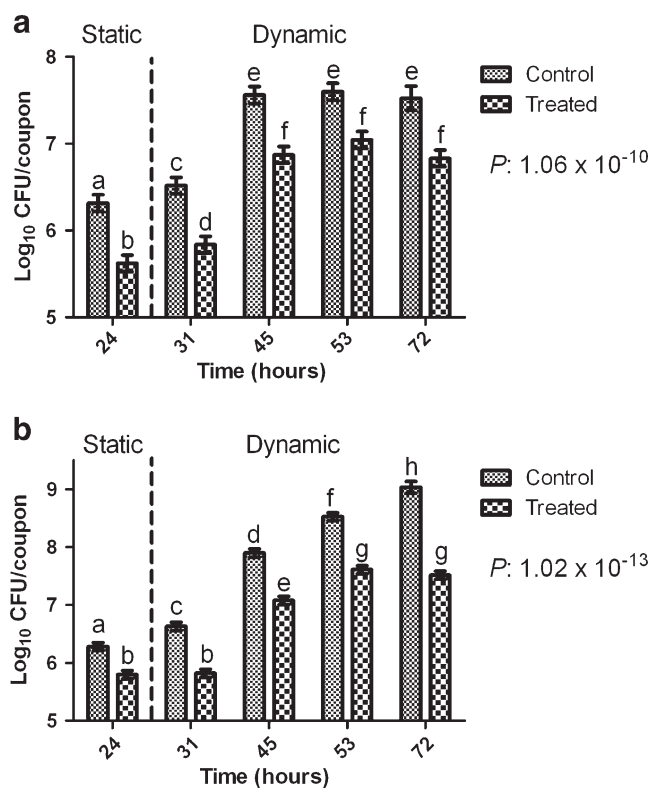 a
Static Dynamic
8
7
6
5
Log10 CFU/coupon
a b c d e f e f e f
24 31 45 53 72
Time (hours)
Control
Treated
P: 1.06 x 10-10
b
Static Dynamic
9
8
7
6
5
Log10 CFU/coupon
a b c b d e f g h g
24 31 45 53 72
Time (hours)
Control
Treated
P: 1.02 x 10-13